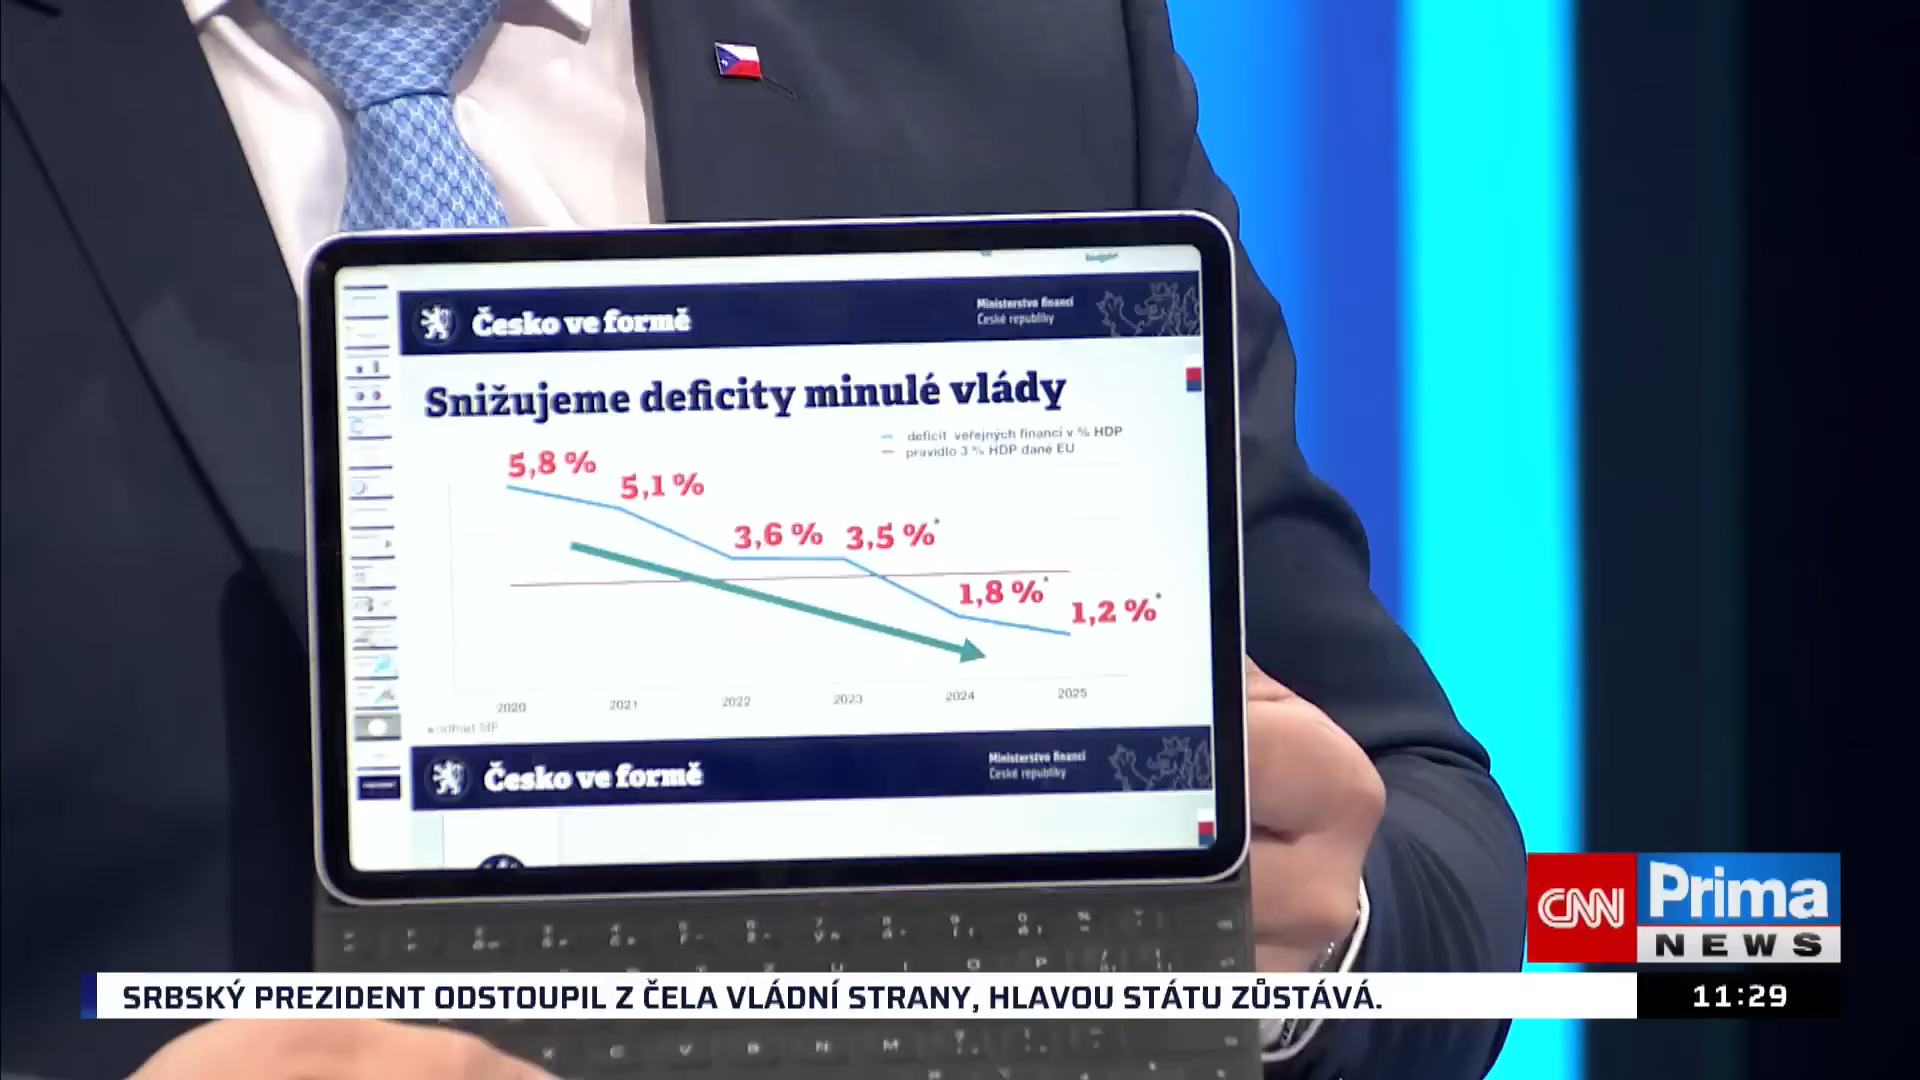 Česko ve formě
Ministerstvo financí
České republiky
Snižujeme deficity minulé vlády
deficit veřejných financí v % HDP
pravidlo 3 % HDP dané EU
5,8 %
5,1 %
3,6 %
3,5 %*
1,8 %*
1,2 %*
2020
2021
2022
2023
2024
2025
*odhad MF
Česko ve formě
Ministerstvo financí
České republiky
CNN Prima
NEWS
SRBSKÝ PREZIDENT ODSTOUPIL Z ČELA VLÁDNÍ STRANY, HLAVOU STÁTU ZŮSTÁVÁ.
11:29